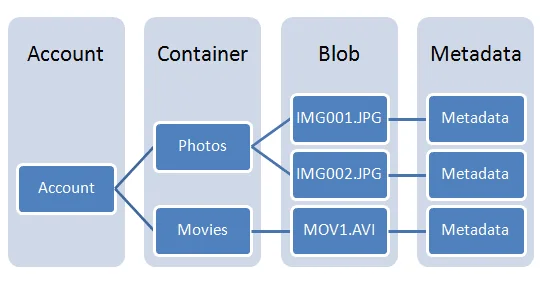 Account
Container
Blob
Metadata
IMG001.JPG
Metadata
Photos
IMG002.JPG
Metadata
Account
Movies
MOV1.AVI
Metadata